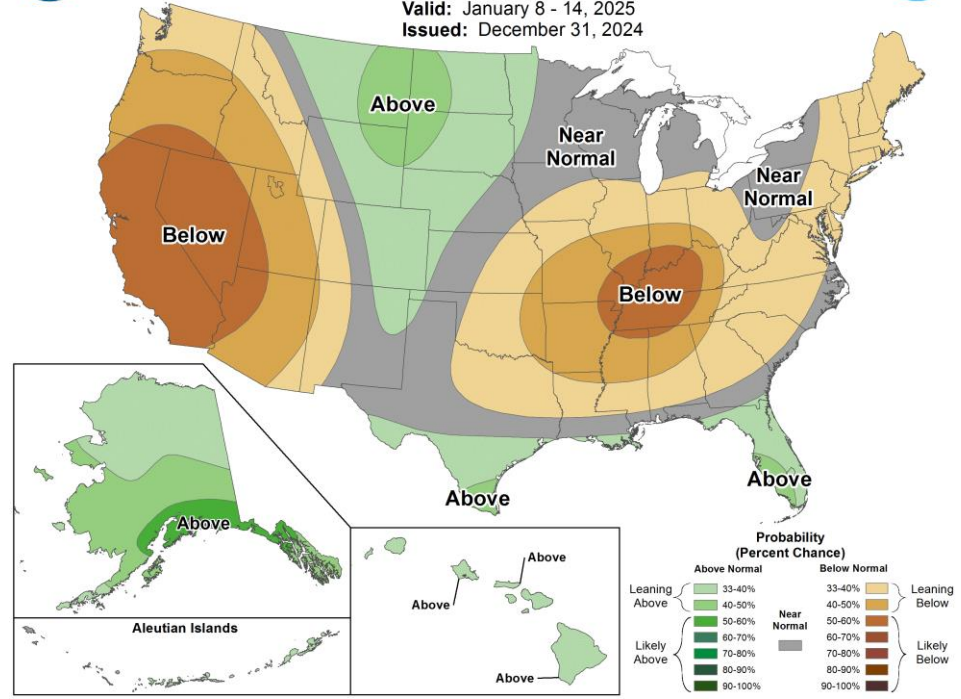 Valid: January 8 - 14, 2025
Issued: December 31, 2024
Above
Near
Normal
Near
Normal
Below
Below
Above
Above
Above
Aleutian Islands
Above
Above
Above
Probability
(Percent Chance)
Above Normal
Below Normal
Leaning
Above
33-40%
40-50%
50-60%
60-70%
70-80%
80-90%
90-100%
Likely
Above
Near
Normal
33-40%
40-50%
50-60%
60-70%
70-80%
80-90%
90-100%
Leaning
Below
Likely
Below